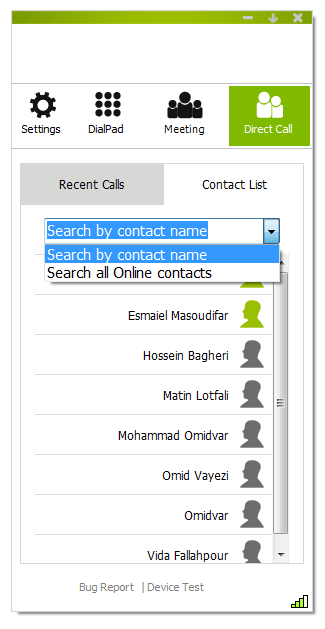 Settings DialPad Meeting Direct Call
Recent Calls Contact List
Search by contact name
Search by contact name
Search all Online contacts
Esmaiel Masoudifar
Hossein Bagheri
Matin Lotfali
Mohammad Omidvar
Omid Vayezi
Omidvar
Vida Fallahpour
Bug Report | Device Test